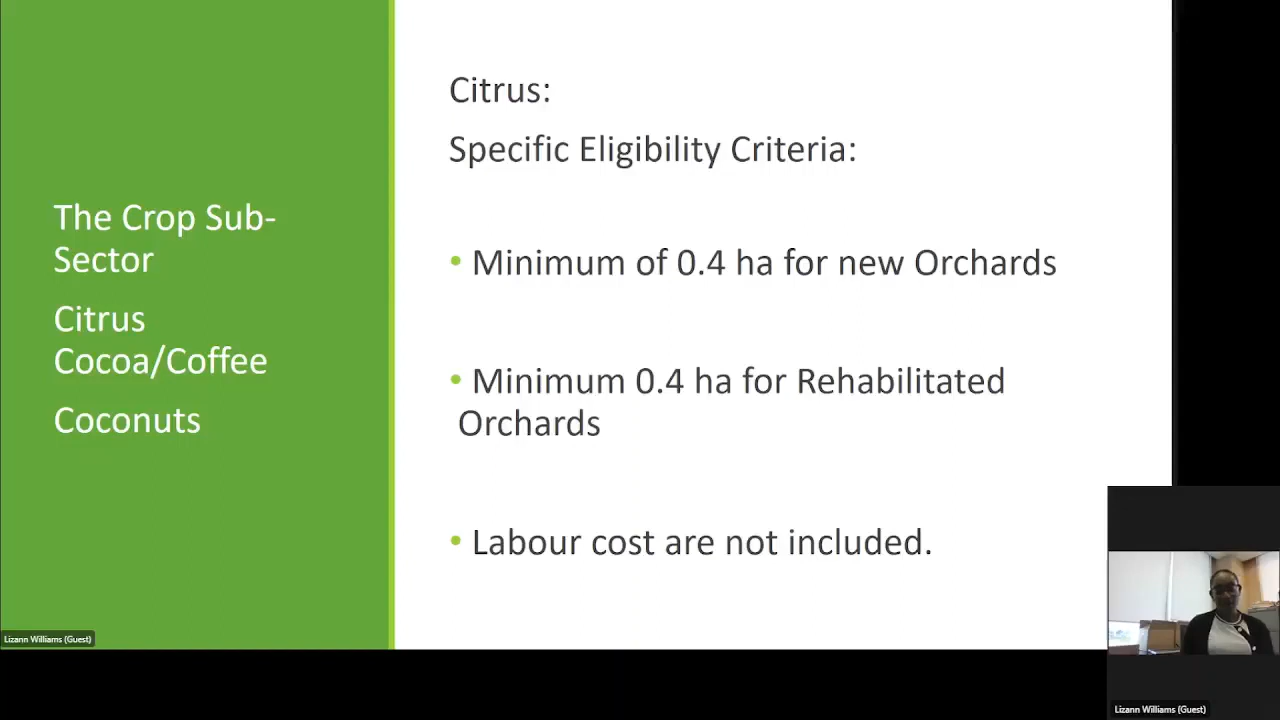 The Crop Sub-
Sector
Citrus
Cocoa/Coffee
Coconuts
Citrus:
Specific Eligibility Criteria:
• Minimum of 0.4 ha for new Orchards
• Minimum 0.4 ha for Rehabilitated
Orchards
• Labour cost are not included.
Lizann Williams (Guest)
Lizann Williams (Guest)